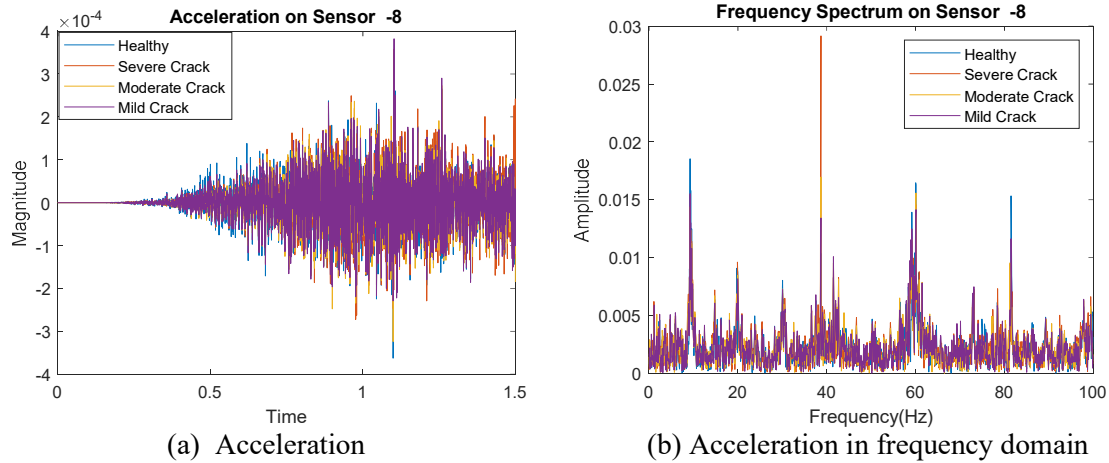 Acceleration on Sensor -8
×10⁻⁴
4
3
2
1
0
-1
-2
-3
-4
Magnitude
Healthy
Severe Crack
Moderate Crack
Mild Crack
0
0.5
1
1.5
Time
(a) Acceleration
Frequency Spectrum on Sensor -8
0.03
0.025
0.02
0.015
0.01
0.005
0
Amplitude
Healthy
Severe Crack
Moderate Crack
Mild Crack
0
20
40
60
80
100
Frequency(Hz)
(b) Acceleration in frequency domain